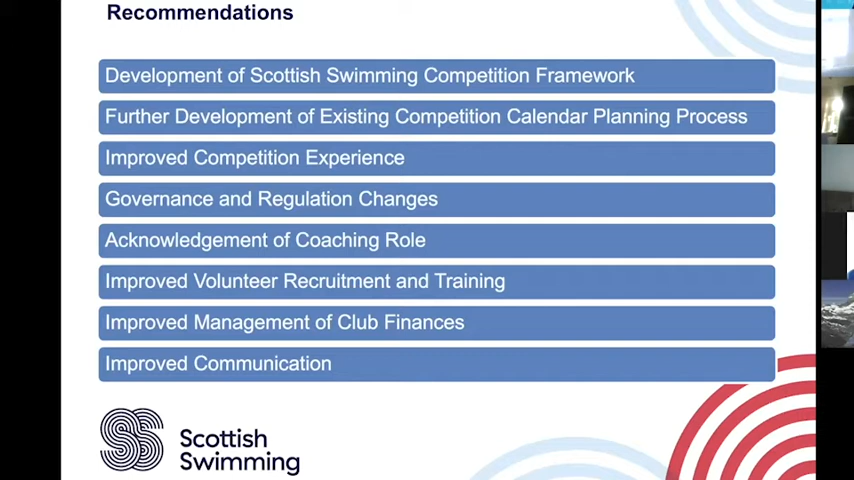 Recommendations
Development of Scottish Swimming Competition Framework
Further Development of Existing Competition Calendar Planning Process
Improved Competition Experience
Governance and Regulation Changes
Acknowledgement of Coaching Role
Improved Volunteer Recruitment and Training
Improved Management of Club Finances
Improved Communication
Scottish
Swimming